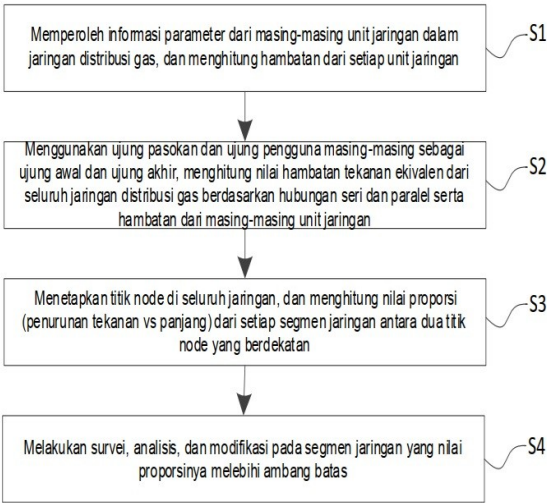 Memperoleh informasi parameter dari masing-masing unit jaringan dalam
jaringan distribusi gas, dan menghitung hambatan dari setiap unit jaringan
S1
Menggunakan ujung pasokan dan ujung pengguna masing-masing sebagai
ujung awal dan ujung akhir, menghitung nilai hambatan tekanan ekivalen dari
seluruh jaringan distribusi gas berdasarkan hubungan seri dan paralel serta
hambatan dari masing-masing unit jaringan
S2
Menetapkan titik node di seluruh jaringan, dan menghitung nilai proporsi
(penurunan tekanan vs panjang) dari setiap segmen jaringan antara dua titik
node yang berdekatan
S3
Melakukan survei, analisis, dan modifikasi pada segmen jaringan yang nilai
proporsinya melebihi ambang batas
S4